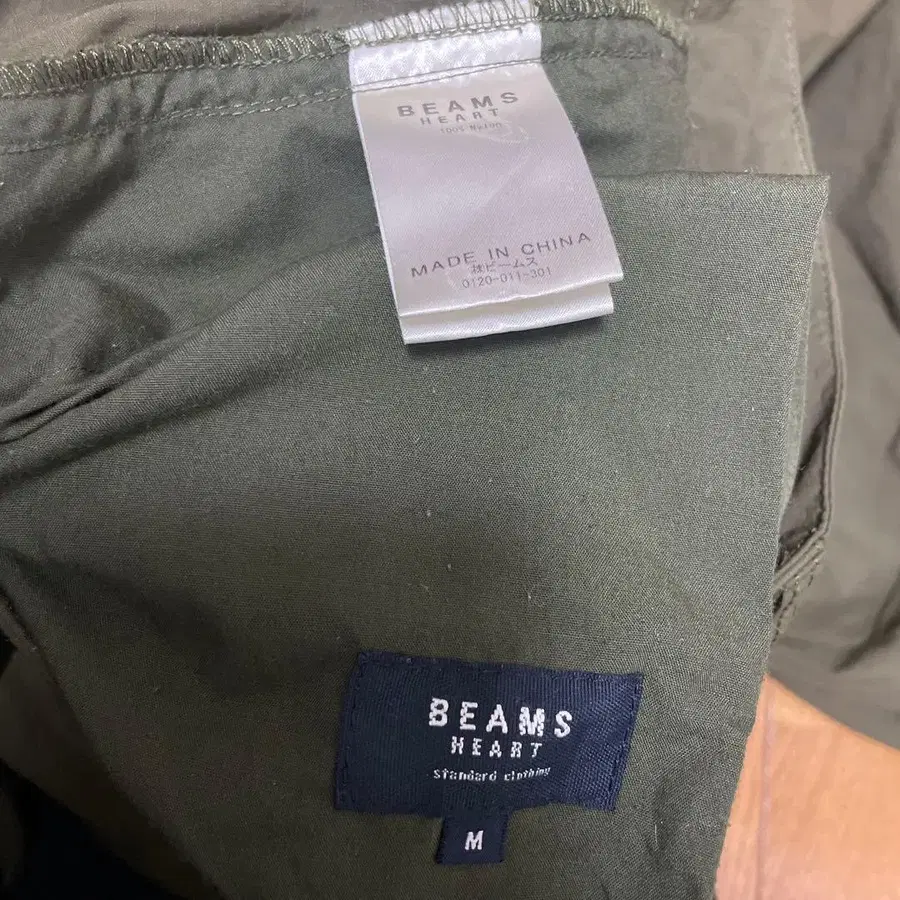 BEAMS
HEART
100% Nylon
MADE IN CHINA
㈱ビームス
0120-011-301
BEAMS
HEART
standard clothing
M